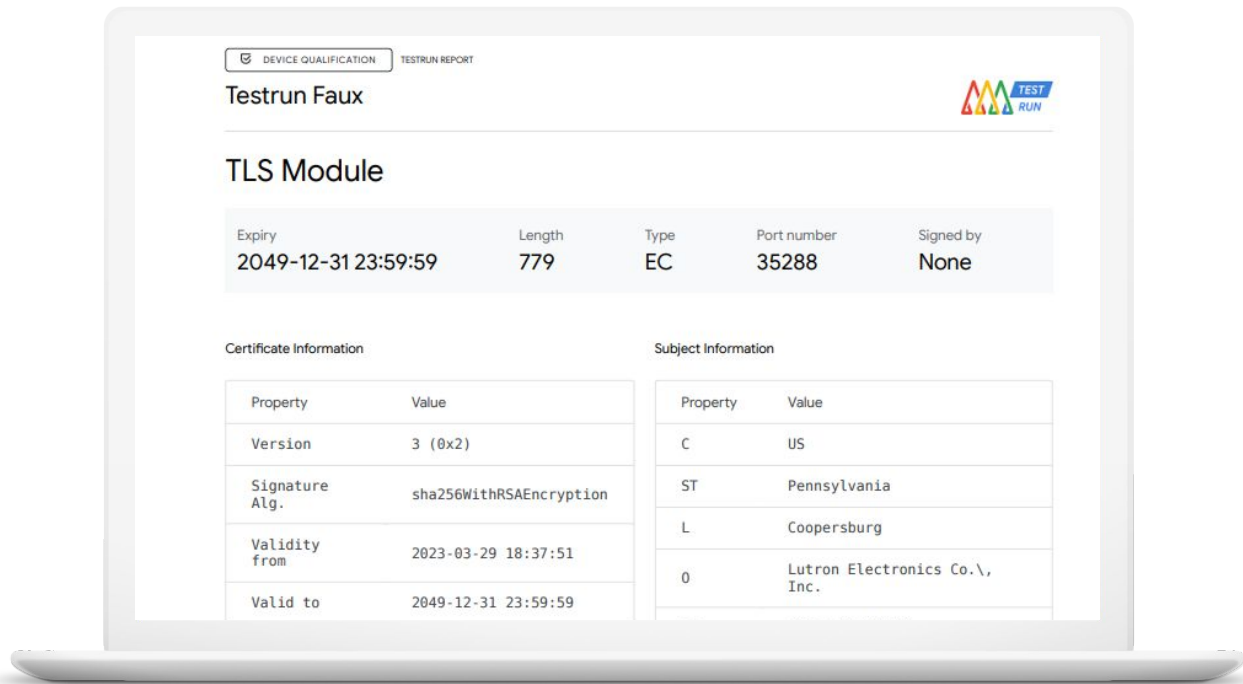 DEVICE QUALIFICATION TESTRUN REPORT
Testrun Faux
TEST
RUN
TLS Module
Expiry Length Type Port number Signed by
2049-12-31 23:59:59 779 EC 35288 None
Certificate Information
Property Value
Version 3 (0x2)
Signature
Alg. sha256WithRSAEncryption
Validity
from 2023-03-29 18:37:51
Valid to 2049-12-31 23:59:59
Subject Information
Property Value
C US
ST Pennsylvania
L Coopersburg
O Lutron Electronics Co.\,
Inc.